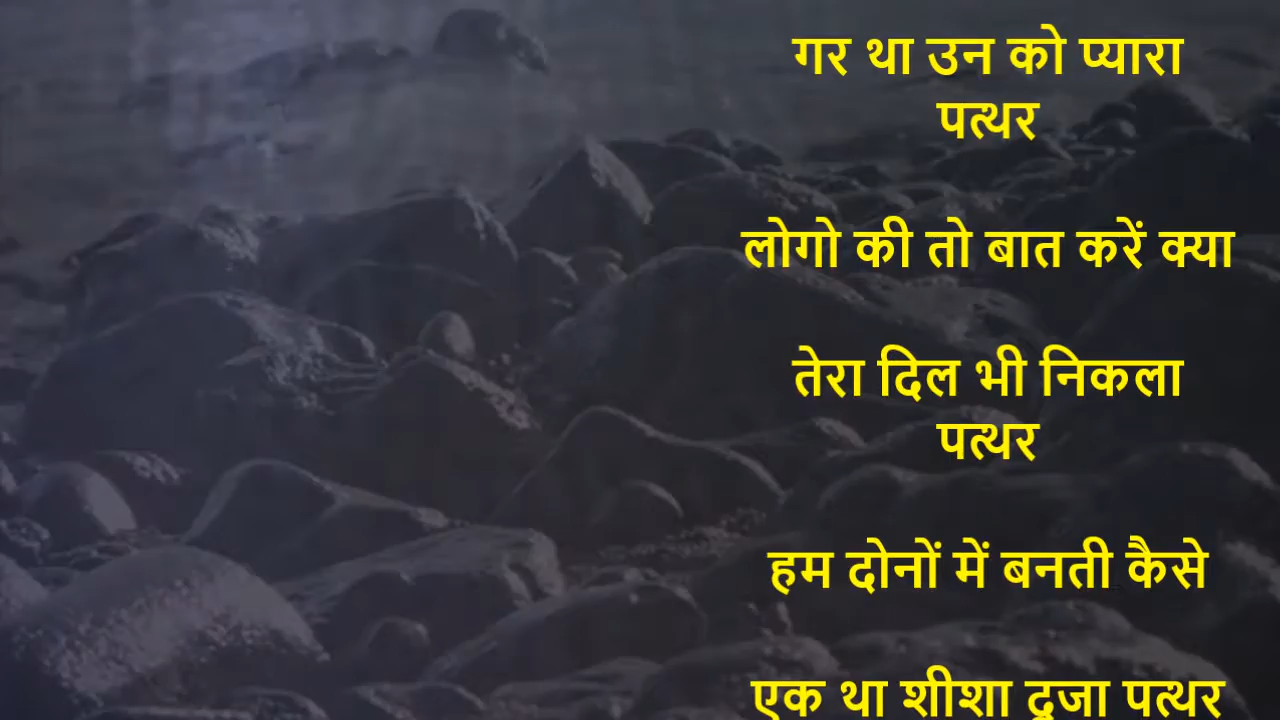 गर था उन को प्यारा
पत्थर
लोगो की तो बात करें क्या
तेरा दिल भी निकला
पत्थर
हम दोनों में बनती कैसे
एक था शीशा दूजा पत्थर